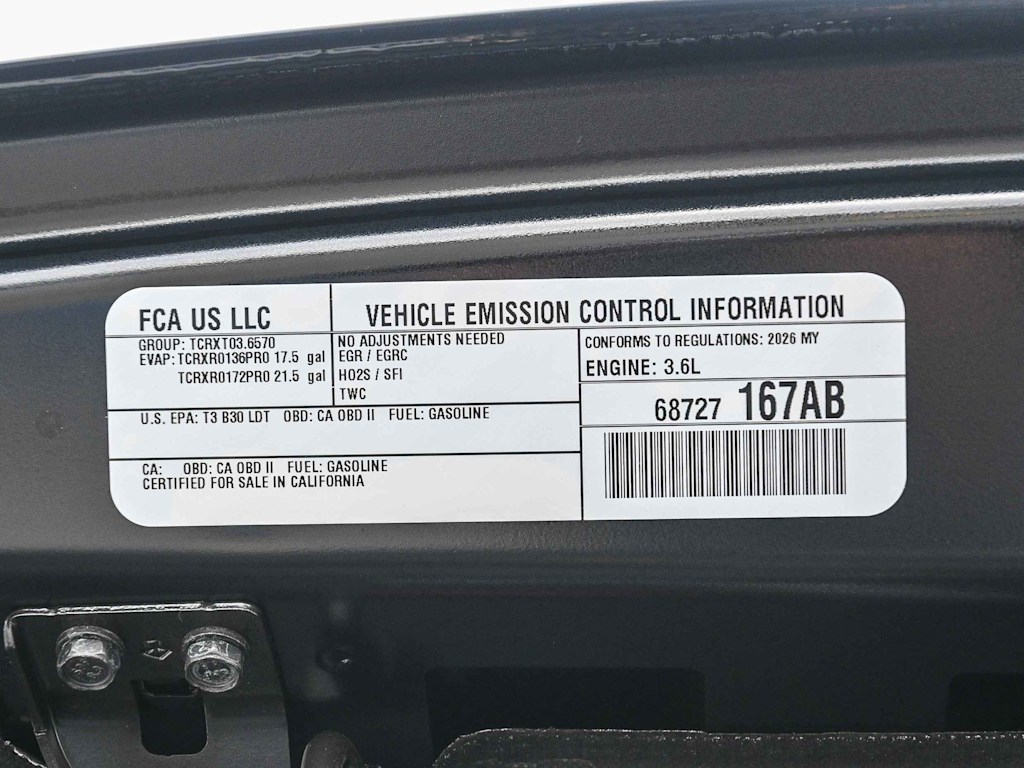 FCA US LLC
VEHICLE EMISSION CONTROL INFORMATION
GROUP: TCRXT03.6570
EVAP: TCRXR0136PR0 17.5 gal
TCRXR0172PR0 21.5 gal
NO ADJUSTMENTS NEEDED
EGR / EGRC
HO2S / SFI
TWC
CONFORMS TO REGULATIONS: 2026 MY
ENGINE: 3.6L
68727 167AB
U.S. EPA: T3 B30 LDT OBD: CA OBD II FUEL: GASOLINE
CA: OBD: CA OBD II FUEL: GASOLINE
CERTIFIED FOR SALE IN CALIFORNIA